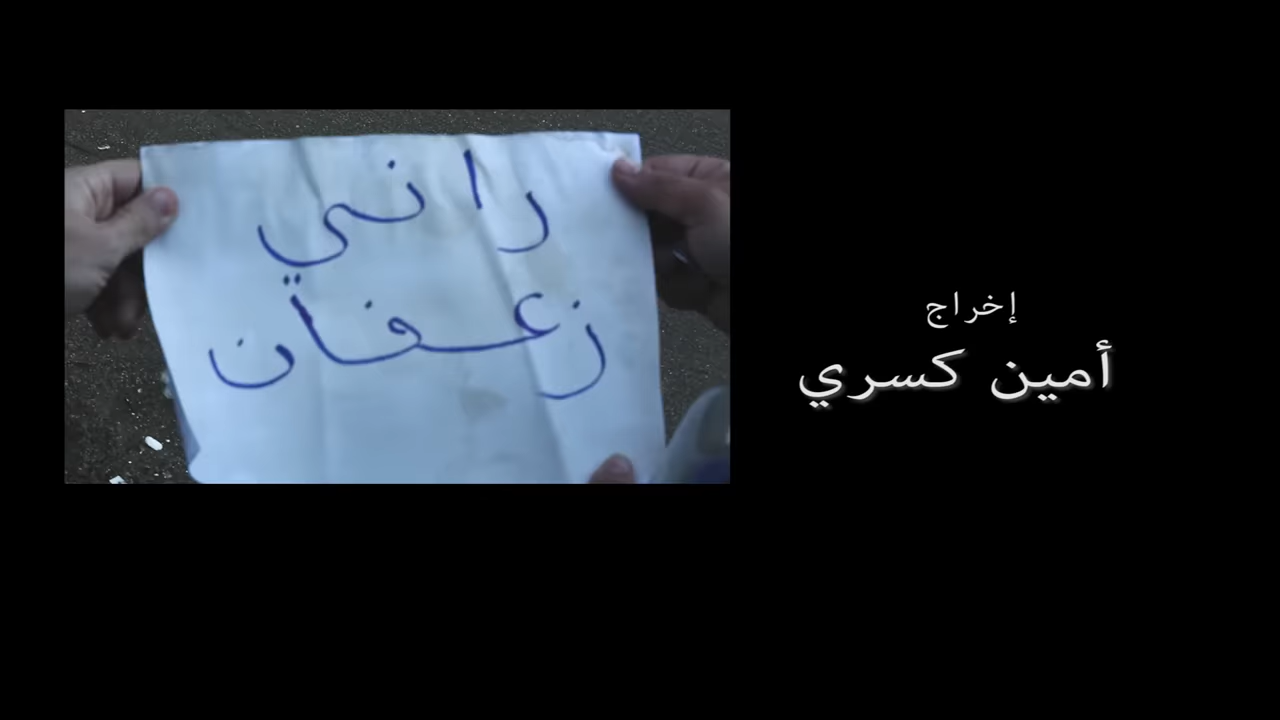 راني
زعفان
إخراج
أمين كسري